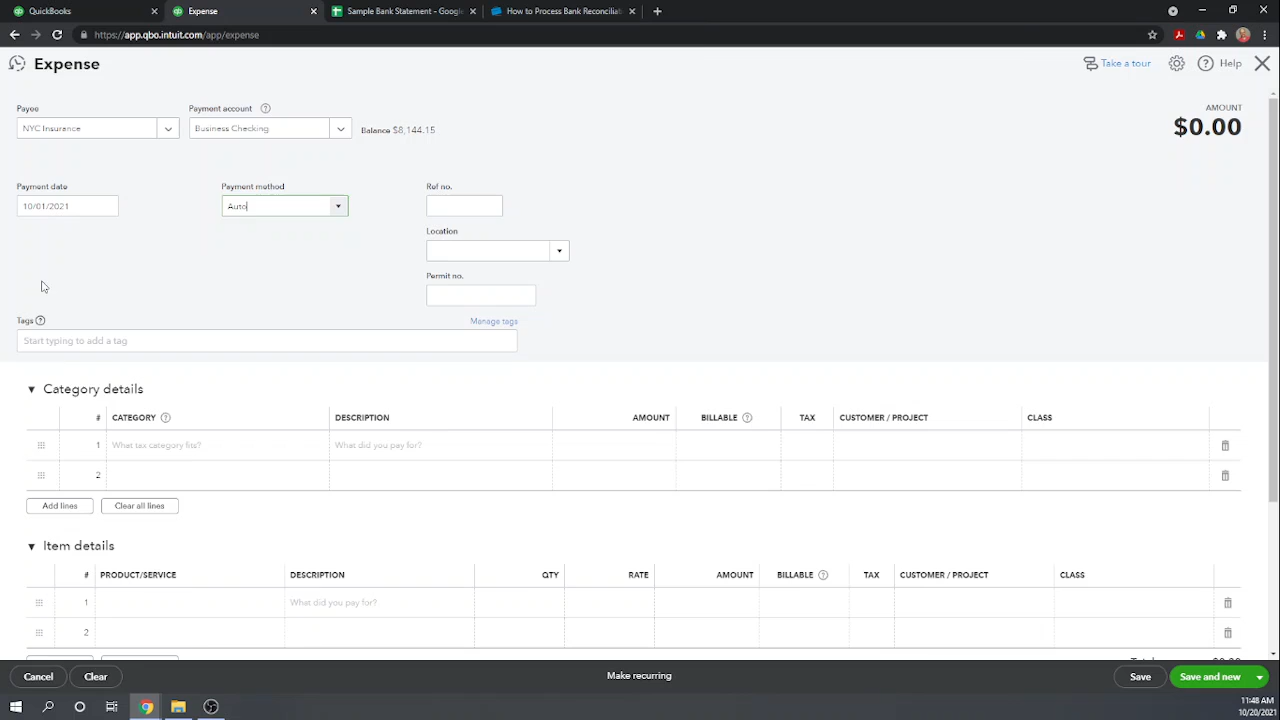 QuickBooks
Expense
Sample Bank Statement - Google
How to Process Bank Reconciliat
https://app.qbo.intuit.com/app/expense
Expense
Take a tour
Help
Payee
Payment account
AMOUNT
NYC Insurance
Business Checking
Balance $8,144.15
$0.00
Payment date
Payment method
Ref no.
10/01/2021
Auto
Location
Permit no.
Tags
Manage tags
Start typing to add a tag
Category details
# CATEGORY DESCRIPTION AMOUNT BILLABLE TAX CUSTOMER / PROJECT CLASS
1 What tax category fits? What did you pay for?
2
Add lines Clear all lines
Item details
# PRODUCT/SERVICE DESCRIPTION QTY RATE AMOUNT BILLABLE TAX CUSTOMER / PROJECT CLASS
1 What did you pay for?
2
Cancel Clear Make recurring Save Save and new
11:48 AM
10/20/2021